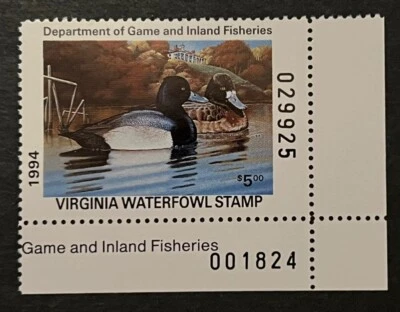 Department of Game and Inland Fisheries
029925
1994
$5.00
VIRGINIA WATERFOWL STAMP
Game and Inland Fisheries
001824